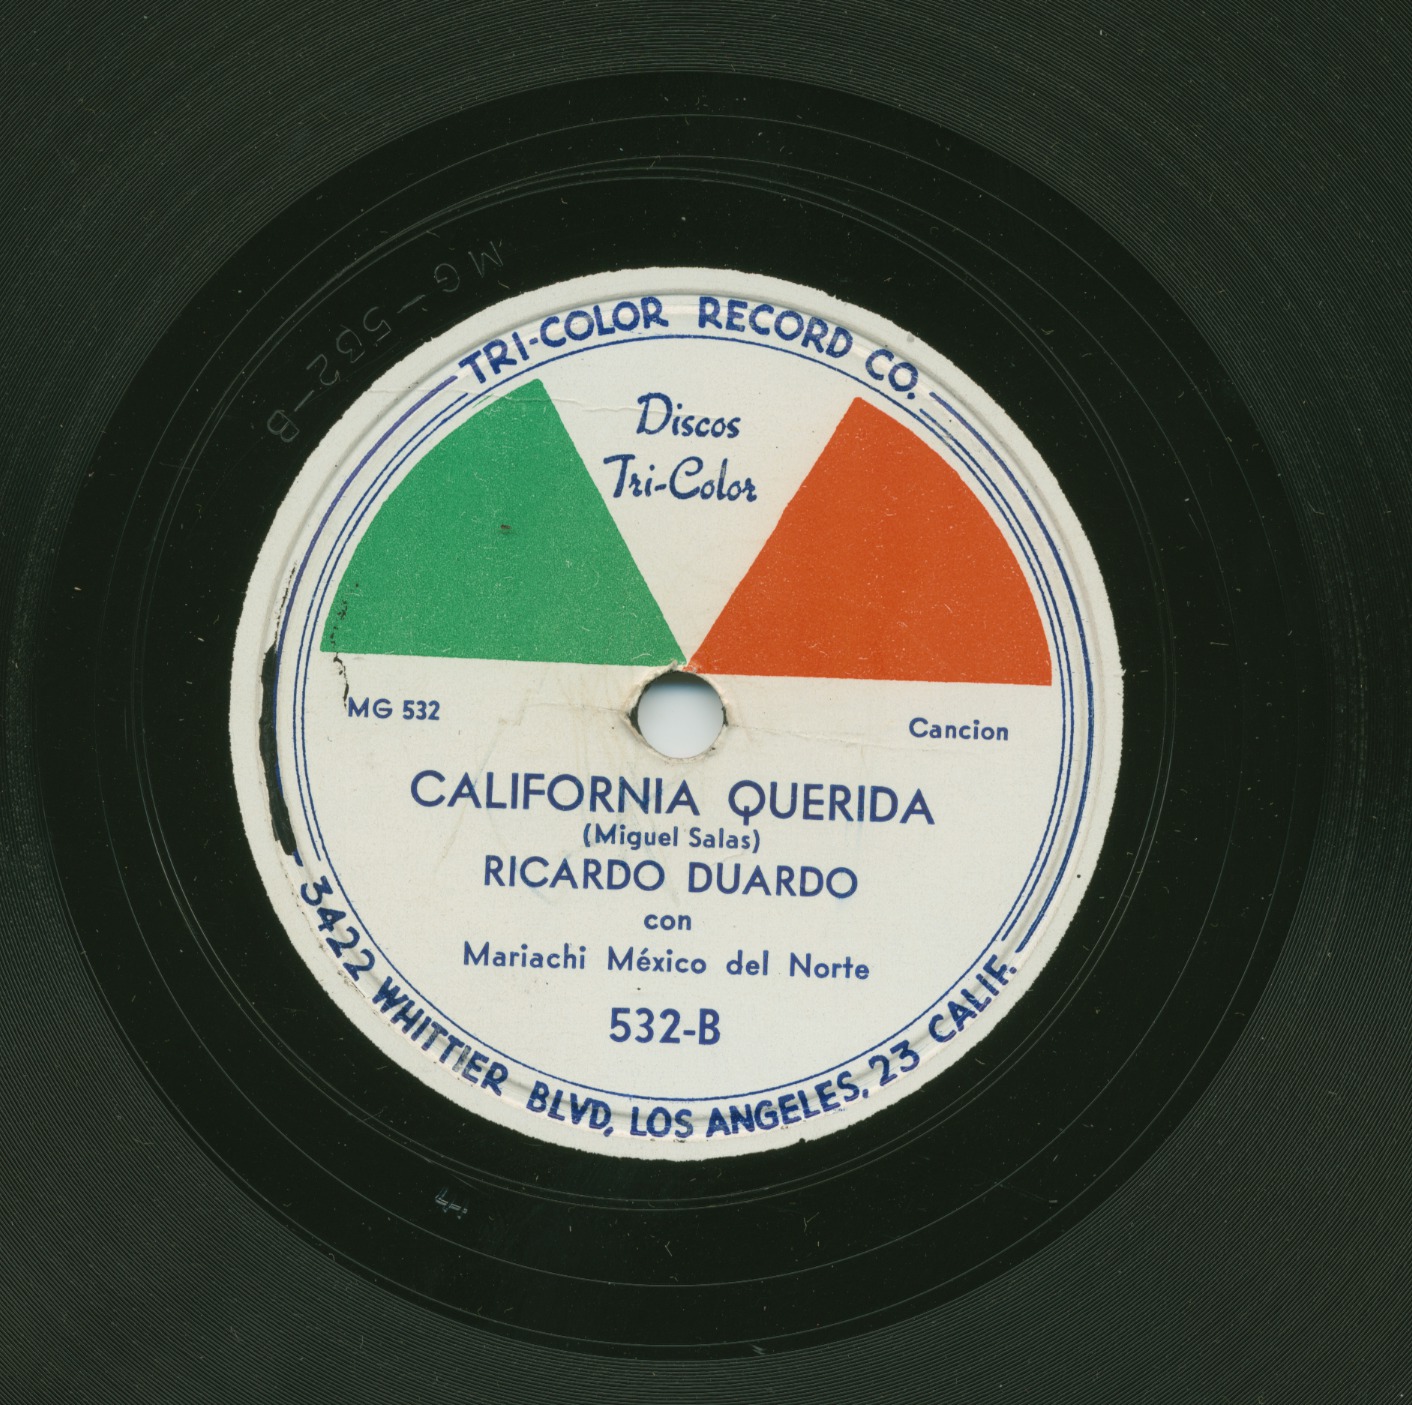 TRI-COLOR RECORD CO.
Discos
Tri-Color
MG 532
Cancion
CALIFORNIA QUERIDA
(Miguel Salas)
RICARDO DUARDO
con
Mariachi México del Norte
532-B
3422 WHITTIER BLVD, LOS ANGELES, 23 CALIF.
MG-532-B